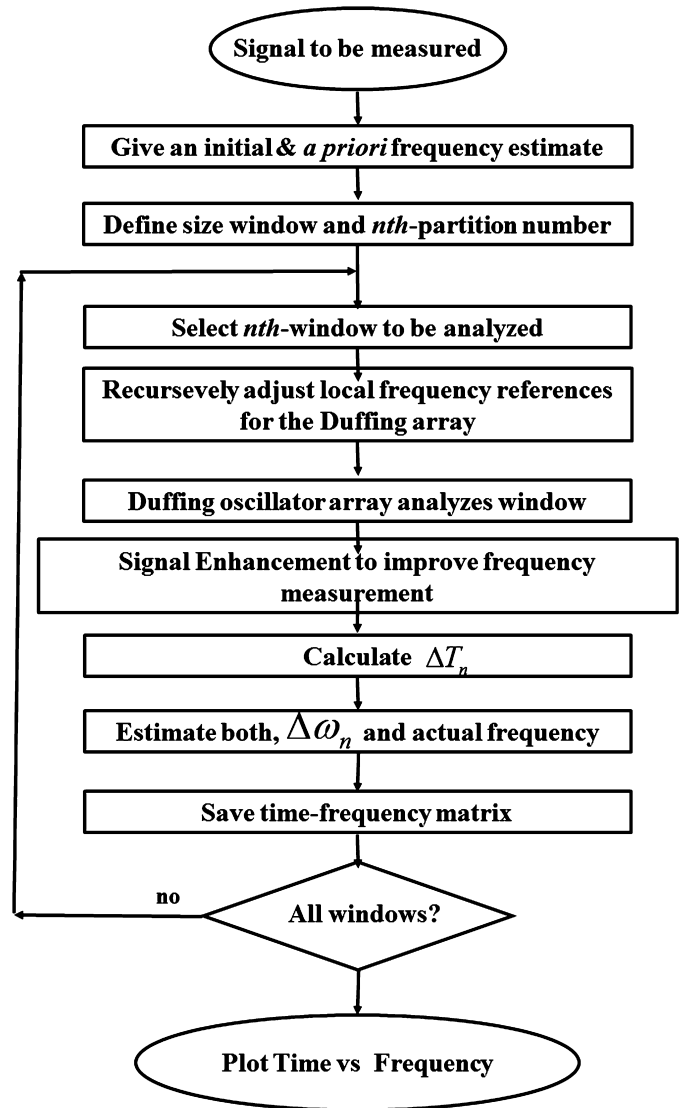 Signal to be measured
Give an initial & a priori frequency estimate
Define size window and nth-partition number
Select nth-window to be analyzed
Recursevely adjust local frequency references
for the Duffing array
Duffing oscillator array analyzes window
Signal Enhancement to improve frequency
measurement
Calculate ΔTₙ
Estimate both, Δωₙ and actual frequency
Save time-frequency matrix
no
All windows?
Plot Time vs Frequency